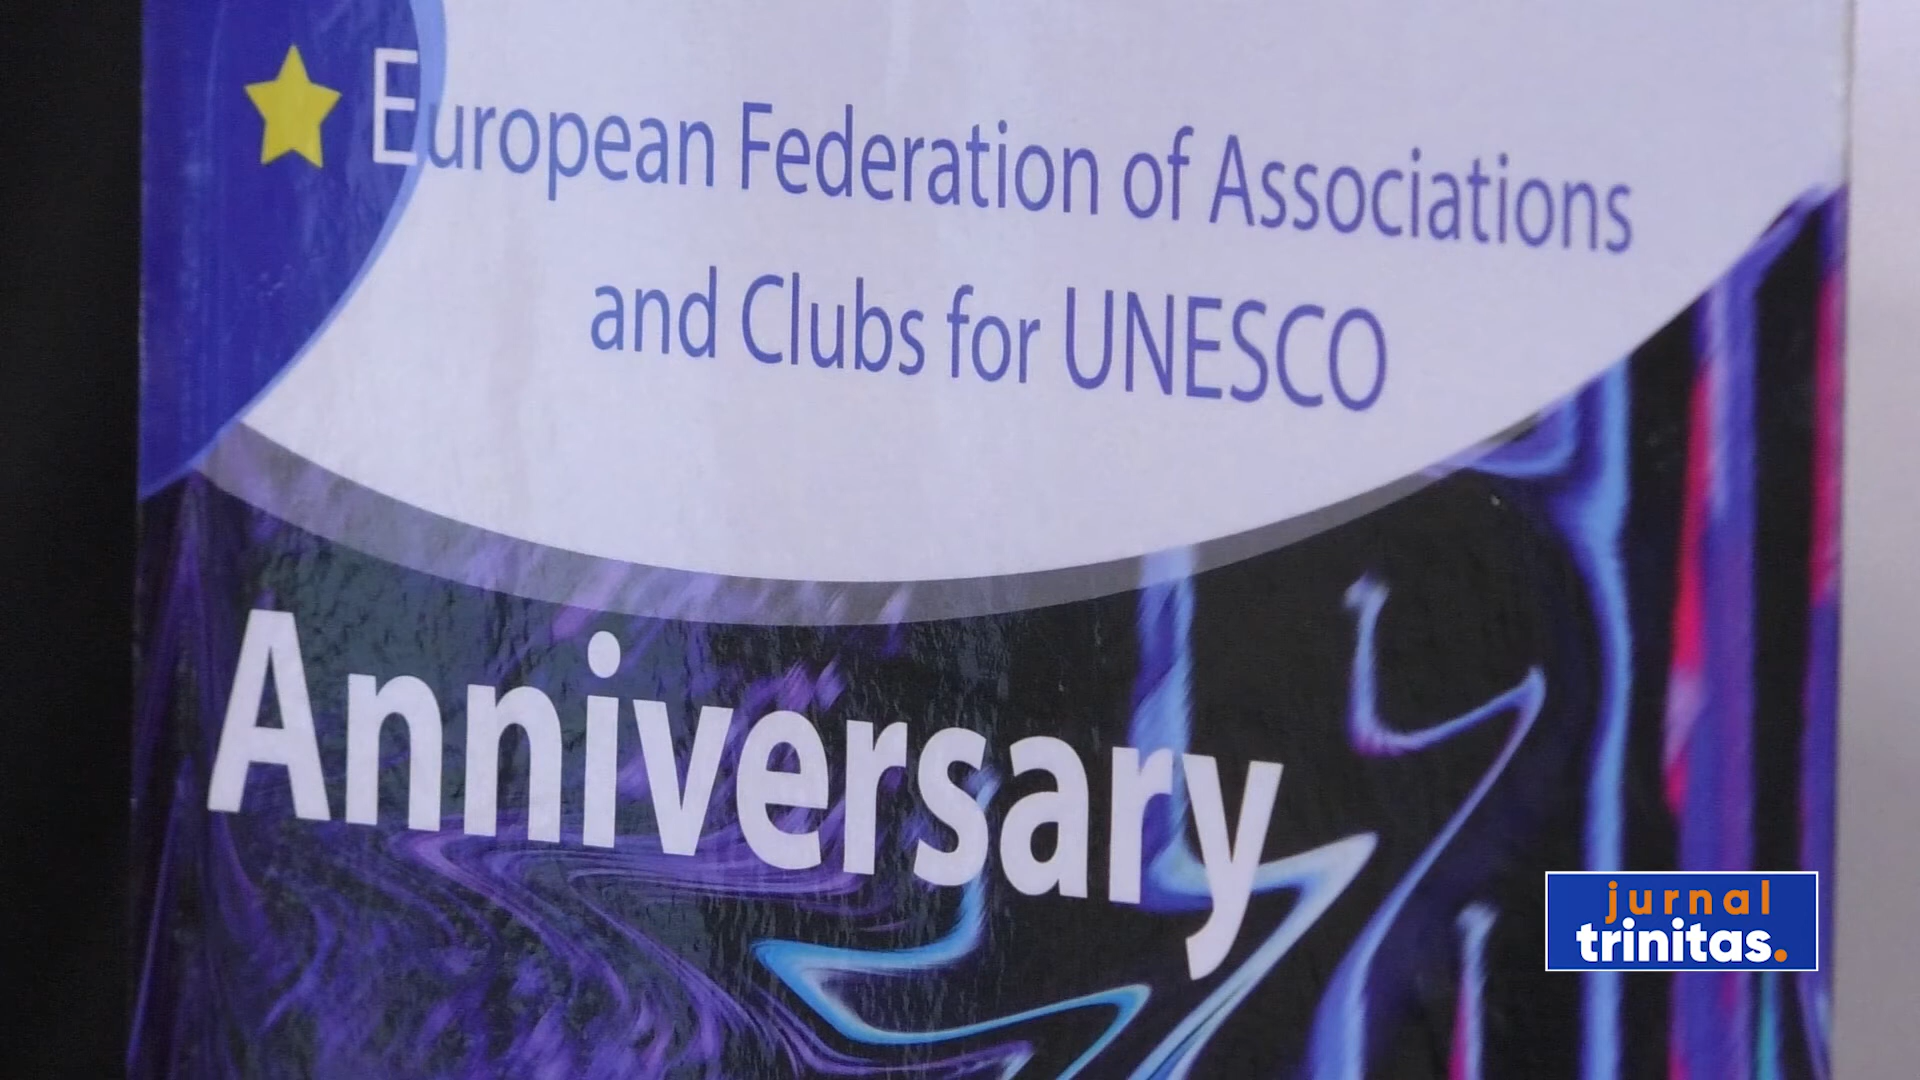 European Federation of Associations
and Clubs for UNESCO
Anniversary
jurnal
trinitas.